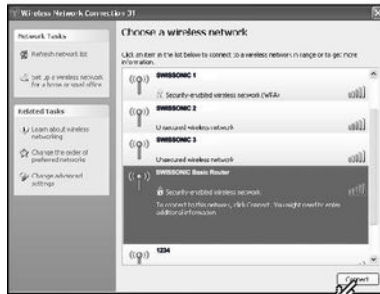 Wireless Network Connection 31
Network Tasks
Refresh network list
Set up a wireless network
for a home or small office
Related Tasks
Learn about wireless
networking
Change the order of
preferred networks
Change advanced
settings
Choose a wireless network
Click an item in the list below to connect to a wireless network in range or to get more
information.
SWISSONIC 1
Security-enabled wireless network (WPA)
SWISSONIC 2
Unsecured wireless network
SWISSONIC 3
Unsecured wireless network
SWISSONIC Basic Router
Security-enabled wireless network
To connect to this network, click Connect. You might need to enter
additional information.
1234
Connect